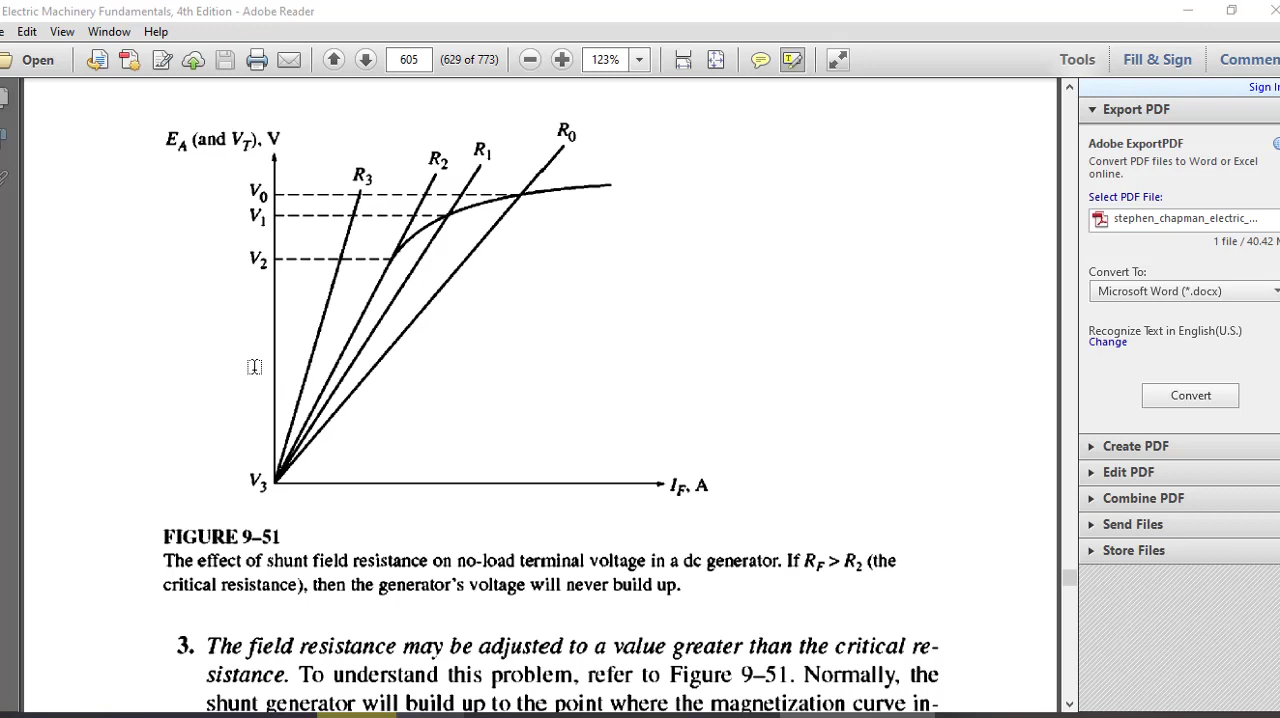 Electric Machinery Fundamentals, 4th Edition - Adobe Reader
Edit View Window Help
Open 605 (629 of 773) 123% Tools Fill & Sign
Sign In
Export PDF
Adobe ExportPDF
Convert PDF files to Word or Excel
online.
Select PDF File:
stephen_chapman_electric_...
1 file / 40.42
Convert To:
Microsoft Word (*.docx)
Recognize Text in English(U.S.)
Change
Convert
Create PDF
Edit PDF
Combine PDF
Send Files
Store Files
E_A (and V_T), V
R_0
R_1
R_2
R_3
V_0
V_1
V_2
V_3
I_F, A
FIGURE 9–51
The effect of shunt field resistance on no-load terminal voltage in a dc generator. If R_F > R_2 (the
critical resistance), then the generator's voltage will never build up.
3. The field resistance may be adjusted to a value greater than the critical re-
sistance. To understand this problem, refer to Figure 9–51. Normally, the
shunt generator will build up to the point where the magnetization curve in-